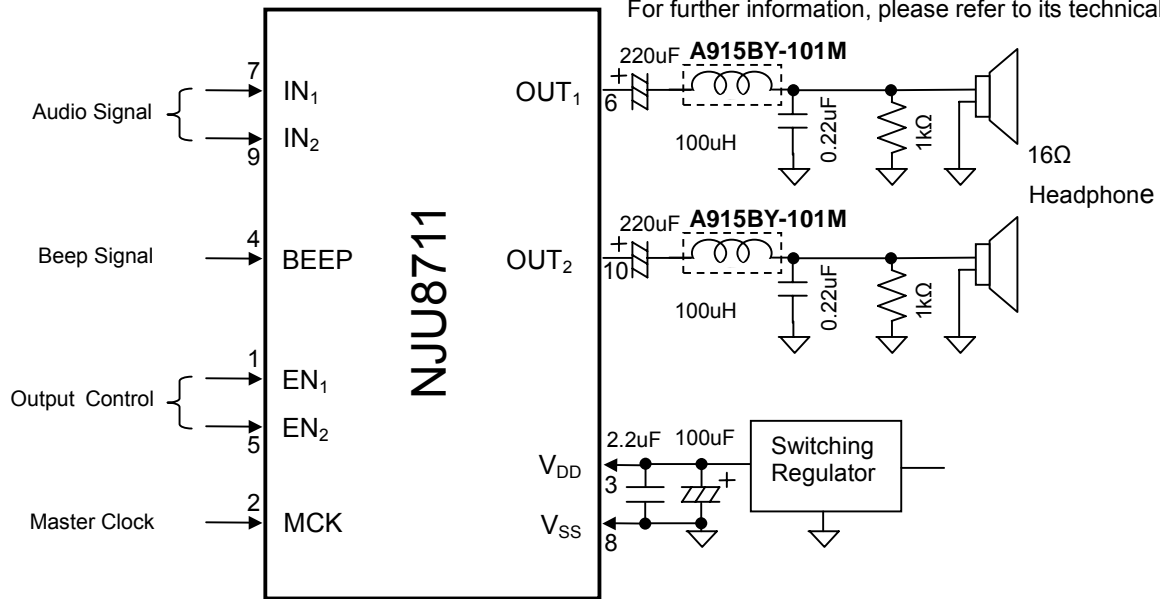 For further information, please refer to its technical
220uF A915BY-101M
7
IN1
Audio Signal
IN2
9
OUT1
6
100uH
0.22uF
1kΩ
16Ω
Headphone
220uF A915BY-101M
4
Beep Signal
BEEP
OUT2
10
100uH
0.22uF
1kΩ
NJU8711
1
EN1
Output Control
EN2
5
2.2uF 100uF
Switching
Regulator
VDD
3
+
2
Master Clock
MCK
VSS
8
+
+